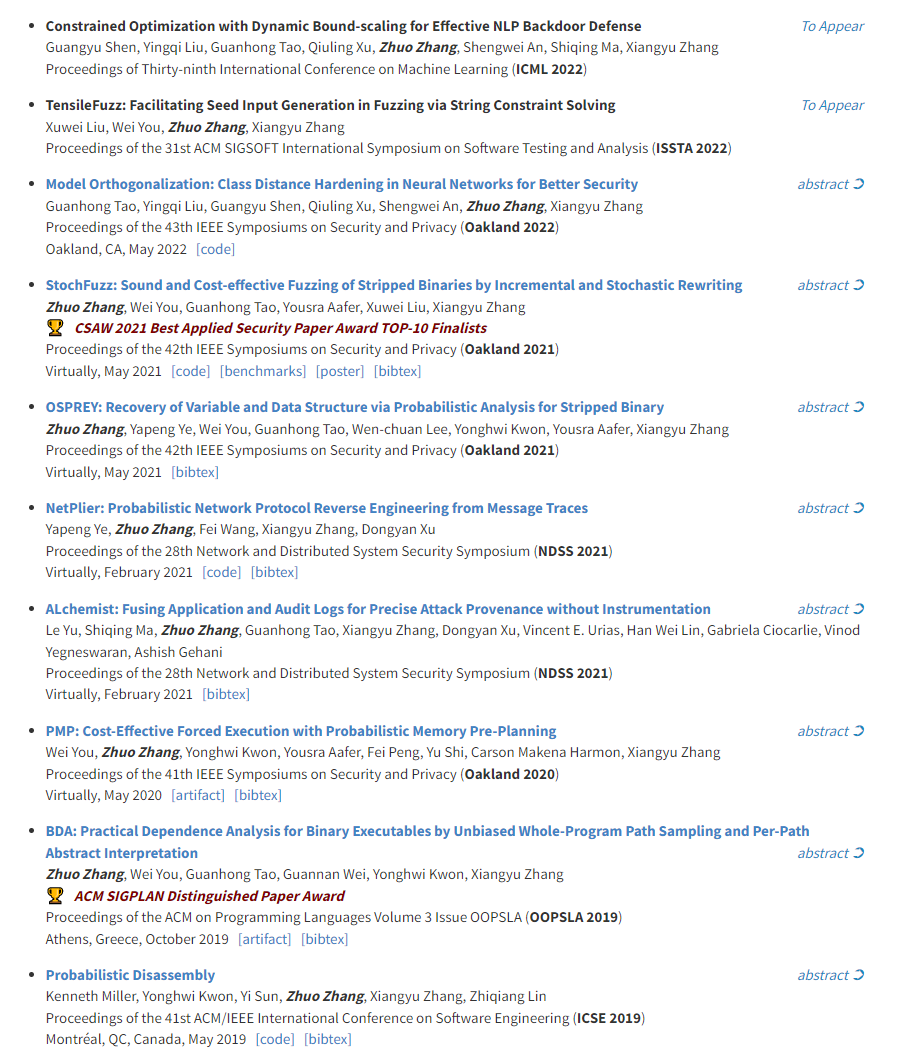 Constrained Optimization with Dynamic Bound-scaling for Effective NLP Backdoor Defense To Appear
Guangyu Shen, Yingqi Liu, Guanhong Tao, Qiuling Xu, Zhuo Zhang, Shengwei An, Shiqing Ma, Xiangyu Zhang
Proceedings of Thirty-ninth International Conference on Machine Learning (ICML 2022)
TensileFuzz: Facilitating Seed Input Generation in Fuzzing via String Constraint Solving To Appear
Xuwei Liu, Wei You, Zhuo Zhang, Xiangyu Zhang
Proceedings of the 31st ACM SIGSOFT International Symposium on Software Testing and Analysis (ISSTA 2022)
Model Orthogonalization: Class Distance Hardening in Neural Networks for Better Security abstract
Guanhong Tao, Yingqi Liu, Guangyu Shen, Qiuling Xu, Shengwei An, Zhuo Zhang, Xiangyu Zhang
Proceedings of the 43th IEEE Symposiums on Security and Privacy (Oakland 2022)
Oakland, CA, May 2022 [code]
StochFuzz: Sound and Cost-effective Fuzzing of Stripped Binaries by Incremental and Stochastic Rewriting abstract
Zhuo Zhang, Wei You, Guanhong Tao, Yousra Aafer, Xuwei Liu, Xiangyu Zhang
CSAW 2021 Best Applied Security Paper Award TOP-10 Finalists
Proceedings of the 42th IEEE Symposiums on Security and Privacy (Oakland 2021)
Virtually, May 2021 [code] [benchmarks] [poster] [bibtex]
OSPREY: Recovery of Variable and Data Structure via Probabilistic Analysis for Stripped Binary abstract
Zhuo Zhang, Yapeng Ye, Wei You, Guanhong Tao, Wen-chuan Lee, Yonghwi Kwon, Yousra Aafer, Xiangyu Zhang
Proceedings of the 42th IEEE Symposiums on Security and Privacy (Oakland 2021)
Virtually, May 2021 [bibtex]
NetPlier: Probabilistic Network Protocol Reverse Engineering from Message Traces abstract
Yapeng Ye, Zhuo Zhang, Fei Wang, Xiangyu Zhang, Dongyan Xu
Proceedings of the 28th Network and Distributed System Security Symposium (NDSS 2021)
Virtually, February 2021 [code] [bibtex]
ALchemist: Fusing Application and Audit Logs for Precise Attack Provenance without Instrumentation abstract
Le Yu, Shiqing Ma, Zhuo Zhang, Guanhong Tao, Xiangyu Zhang, Dongyan Xu, Vincent E. Urias, Han Wei Lin, Gabriela Ciocarlie, Vinod
Yegneswaran, Ashish Gehani
Proceedings of the 28th Network and Distributed System Security Symposium (NDSS 2021)
Virtually, February 2021 [bibtex]
PMP: Cost-Effective Forced Execution with Probabilistic Memory Pre-Planning abstract
Wei You, Zhuo Zhang, Yonghwi Kwon, Yousra Aafer, Fei Peng, Yu Shi, Carson Makena Harmon, Xiangyu Zhang
Proceedings of the 41th IEEE Symposiums on Security and Privacy (Oakland 2020)
Virtually, May 2020 [artifact] [bibtex]
BDA: Practical Dependence Analysis for Binary Executables by Unbiased Whole-Program Path Sampling and Per-Path
Abstract Interpretation abstract
Zhuo Zhang, Wei You, Guanhong Tao, Guannan Wei, Yonghwi Kwon, Xiangyu Zhang
ACM SIGPLAN Distinguished Paper Award
Proceedings of the ACM on Programming Languages Volume 3 Issue OOPSLA (OOPSLA 2019)
Athens, Greece, October 2019 [artifact] [bibtex]
Probabilistic Disassembly abstract
Kenneth Miller, Yonghwi Kwon, Yi Sun, Zhuo Zhang, Xiangyu Zhang, Zhiqiang Lin
Proceedings of the 41st ACM/IEEE International Conference on Software Engineering (ICSE 2019)
Montréal, QC, Canada, May 2019 [code] [bibtex]